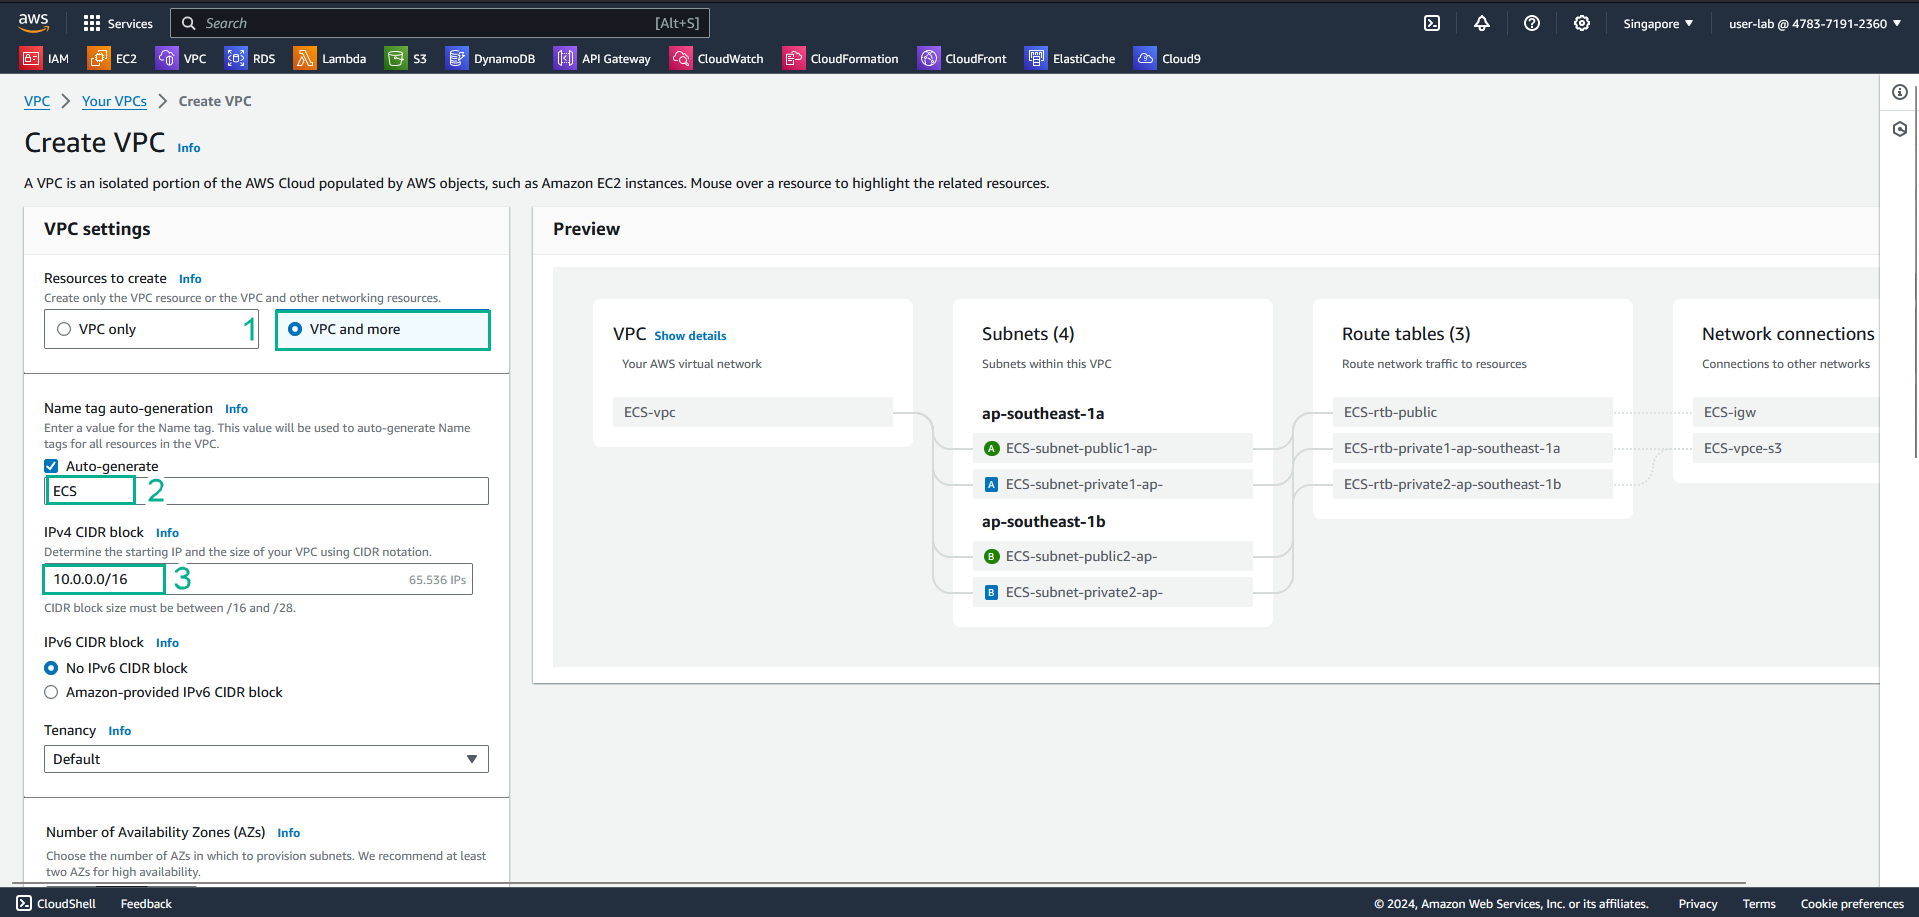 aws
Services
Search
[Alt+S]
Singapore ▼
user-lab @ 4783-7191-2360 ▼
IAM
EC2
VPC
RDS
Lambda
S3
DynamoDB
API Gateway
CloudWatch
CloudFormation
CloudFront
ElastiCache
Cloud9
VPC > Your VPCs > Create VPC
Create VPC Info
A VPC is an isolated portion of the AWS Cloud populated by AWS objects, such as Amazon EC2 instances. Mouse over a resource to highlight the related resources.
VPC settings
Resources to create Info
Create only the VPC resource or the VPC and other networking resources.
VPC only
1
VPC and more
Name tag auto-generation Info
Enter a value for the Name tag. This value will be used to auto-generate Name
tags for all resources in the VPC.
Auto-generate
ECS
2
IPv4 CIDR block Info
Determine the starting IP and the size of your VPC using CIDR notation.
10.0.0.0/16
3
65.536 IPs
CIDR block size must be between /16 and /28.
IPv6 CIDR block Info
No IPv6 CIDR block
Amazon-provided IPv6 CIDR block
Tenancy Info
Default
Number of Availability Zones (AZs) Info
Choose the number of AZs in which to provision subnets. We recommend at least
two AZs for high availability.
Preview
VPC Show details
Your AWS virtual network
ECS-vpc
Subnets (4)
Subnets within this VPC
ap-southeast-1a
A ECS-subnet-public1-ap-
A ECS-subnet-private1-ap-
ap-southeast-1b
B ECS-subnet-public2-ap-
B ECS-subnet-private2-ap-
Route tables (3)
Route network traffic to resources
ECS-rtb-public
ECS-rtb-private1-ap-southeast-1a
ECS-rtb-private2-ap-southeast-1b
Network connections
Connections to other networks
ECS-igw
ECS-vpce-s3
CloudShell
Feedback
© 2024, Amazon Web Services, Inc. or its affiliates.
Privacy
Terms
Cookie preferences